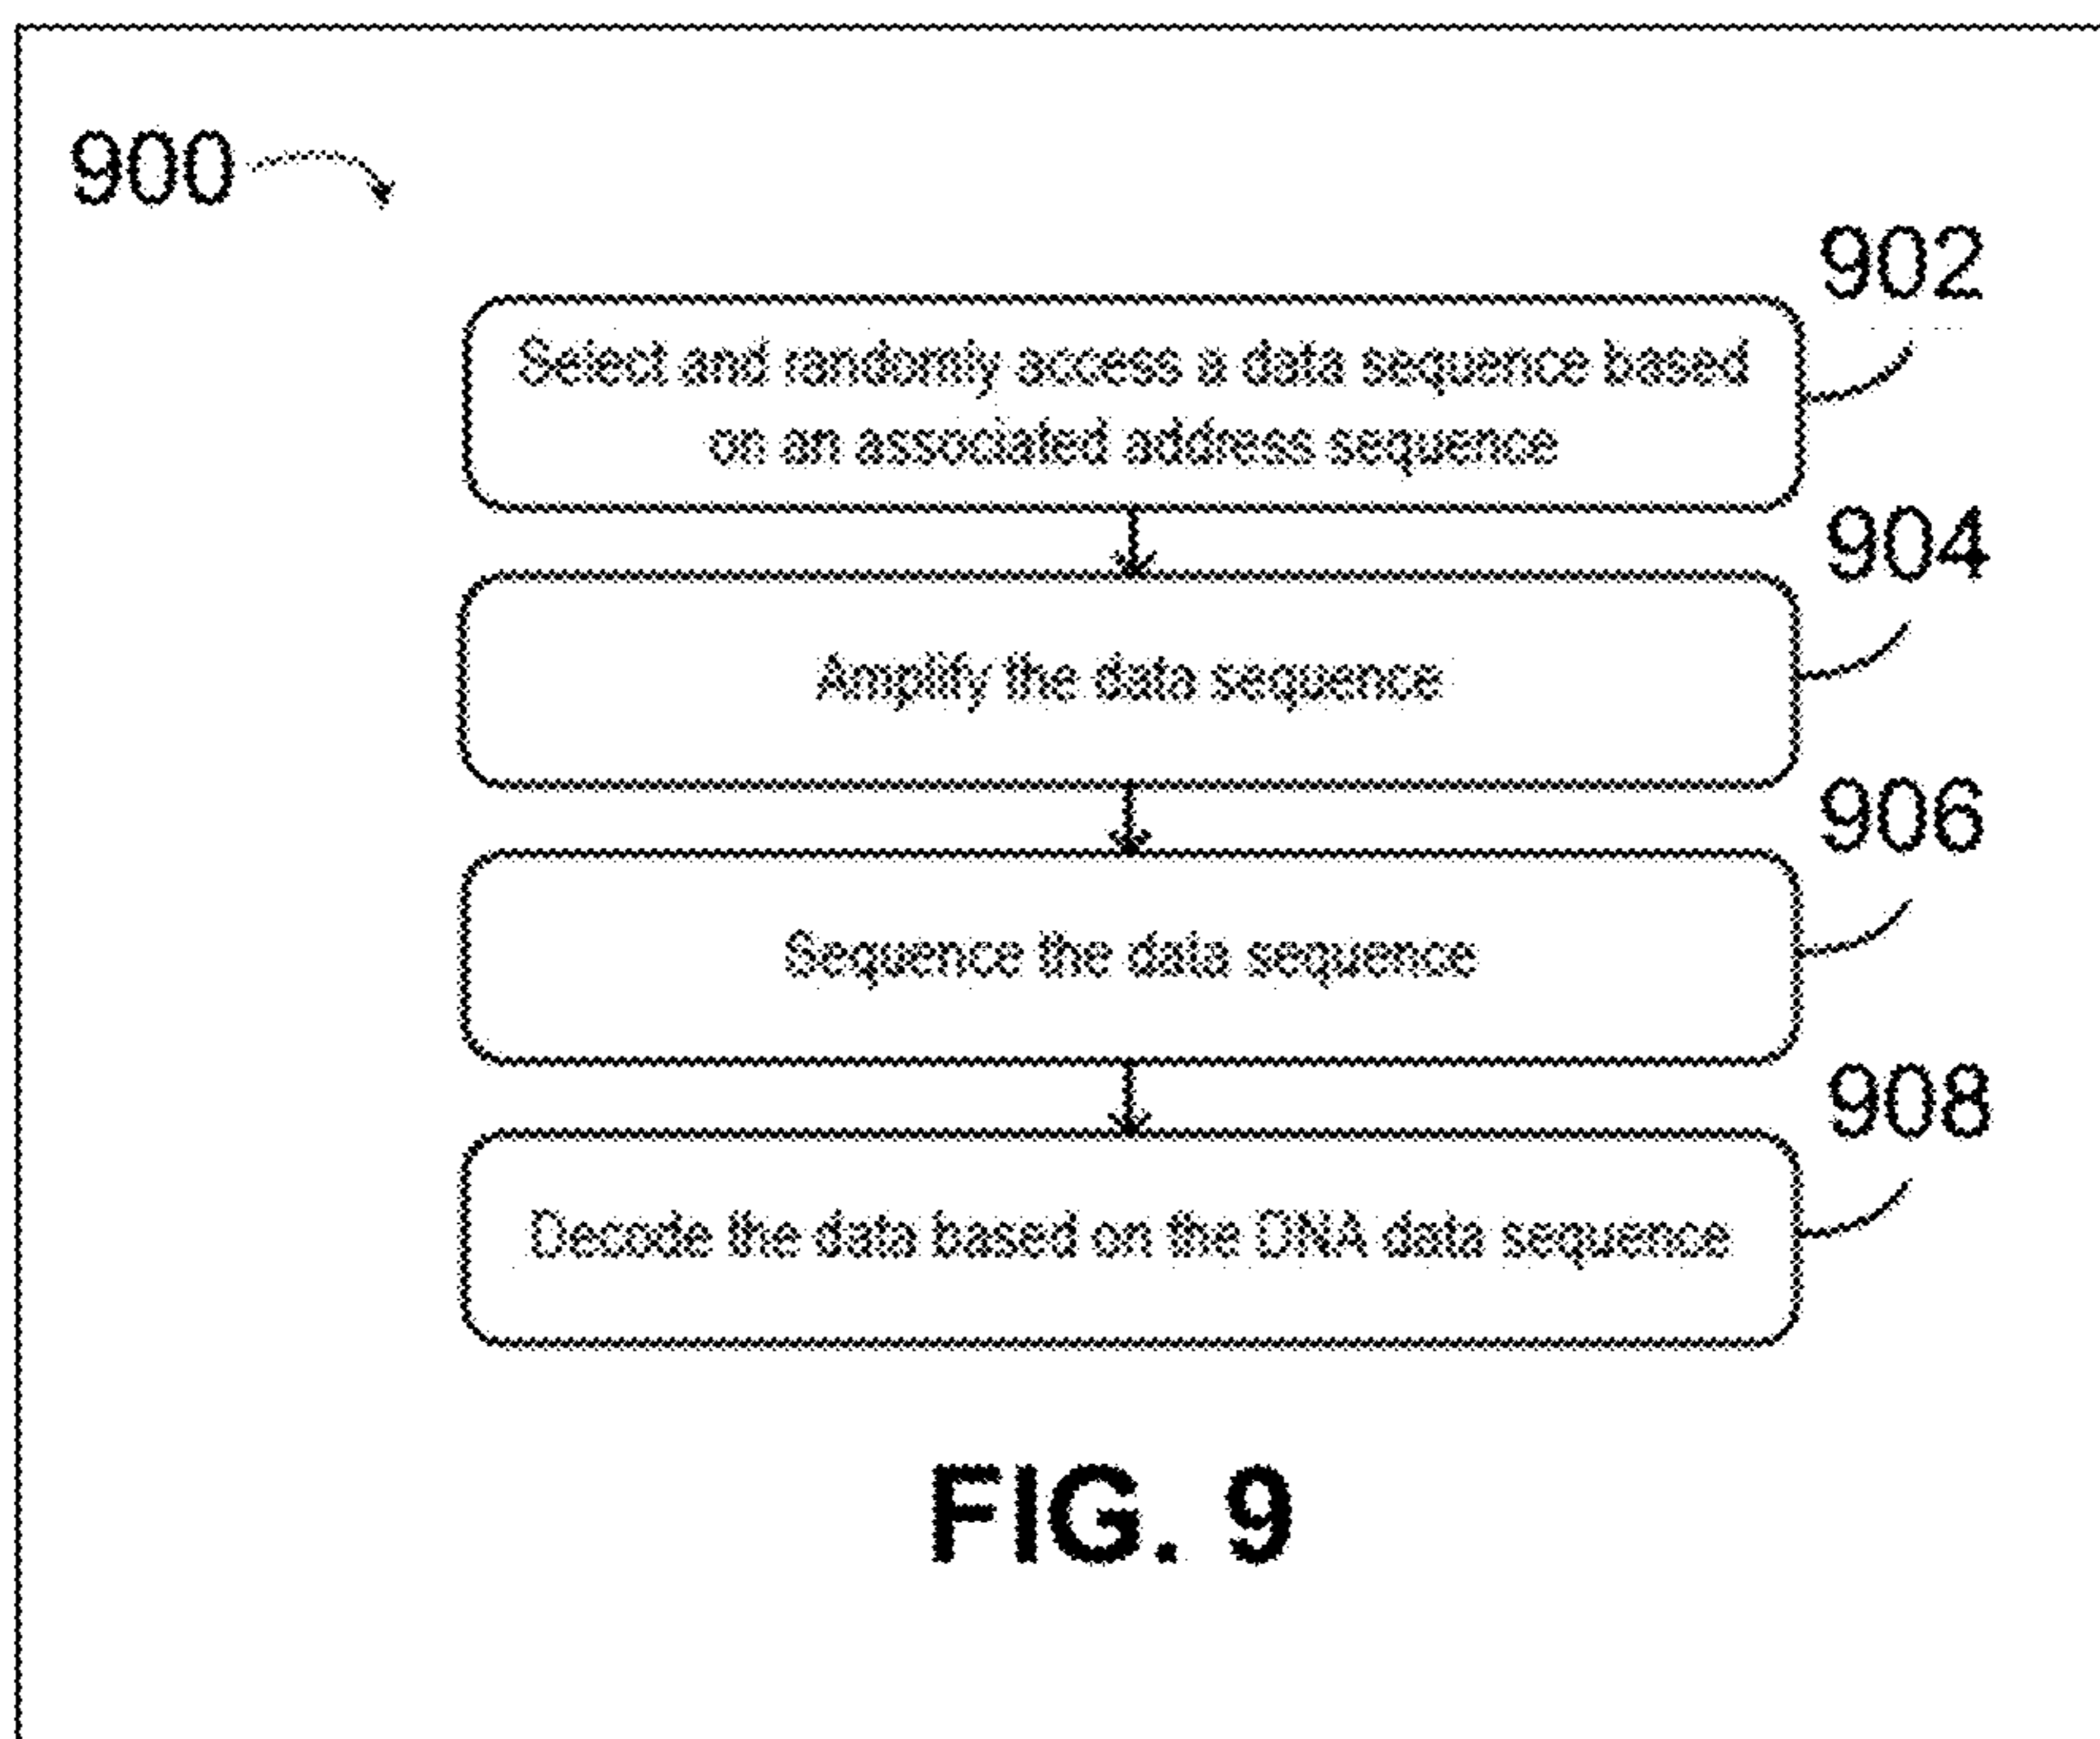 900
902
Select and randomly access a data sequence based
on an associated address sequence
904
Amplify the data sequence
906
Sequence the data sequence
908
Decode the data based on the DNA data sequence
FIG. 9